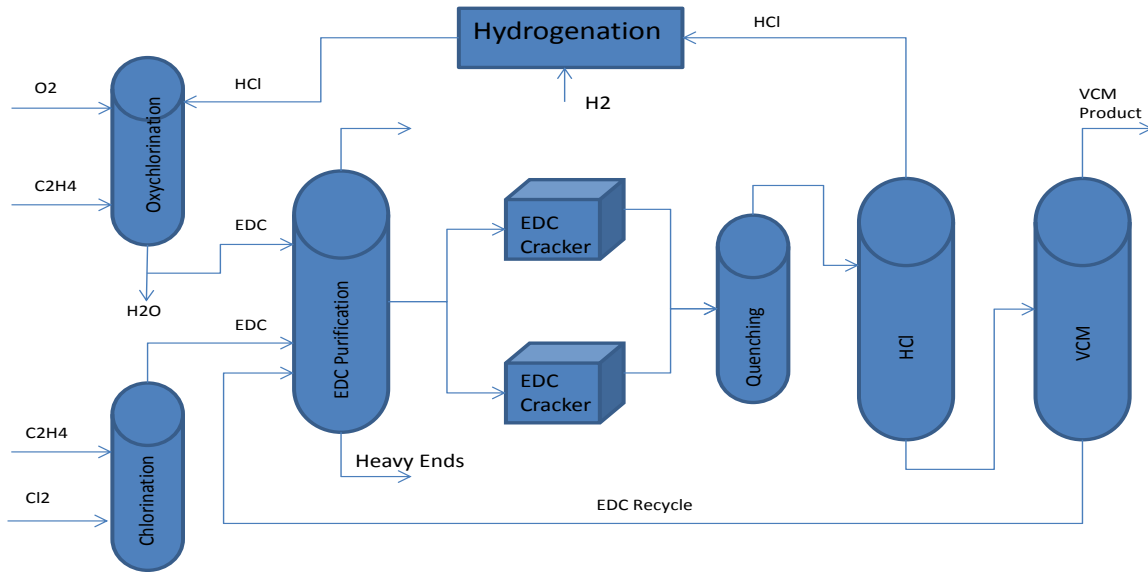 Hydrogenation
HCl
HCl
H2
O2
C2H4
Oxychlorination
H2O
EDC
EDC
C2H4
Cl2
Chlorination
EDC Purification
Heavy Ends
EDC
Cracker
EDC
Cracker
Quenching
HCl
VCM
VCM
Product
EDC Recycle